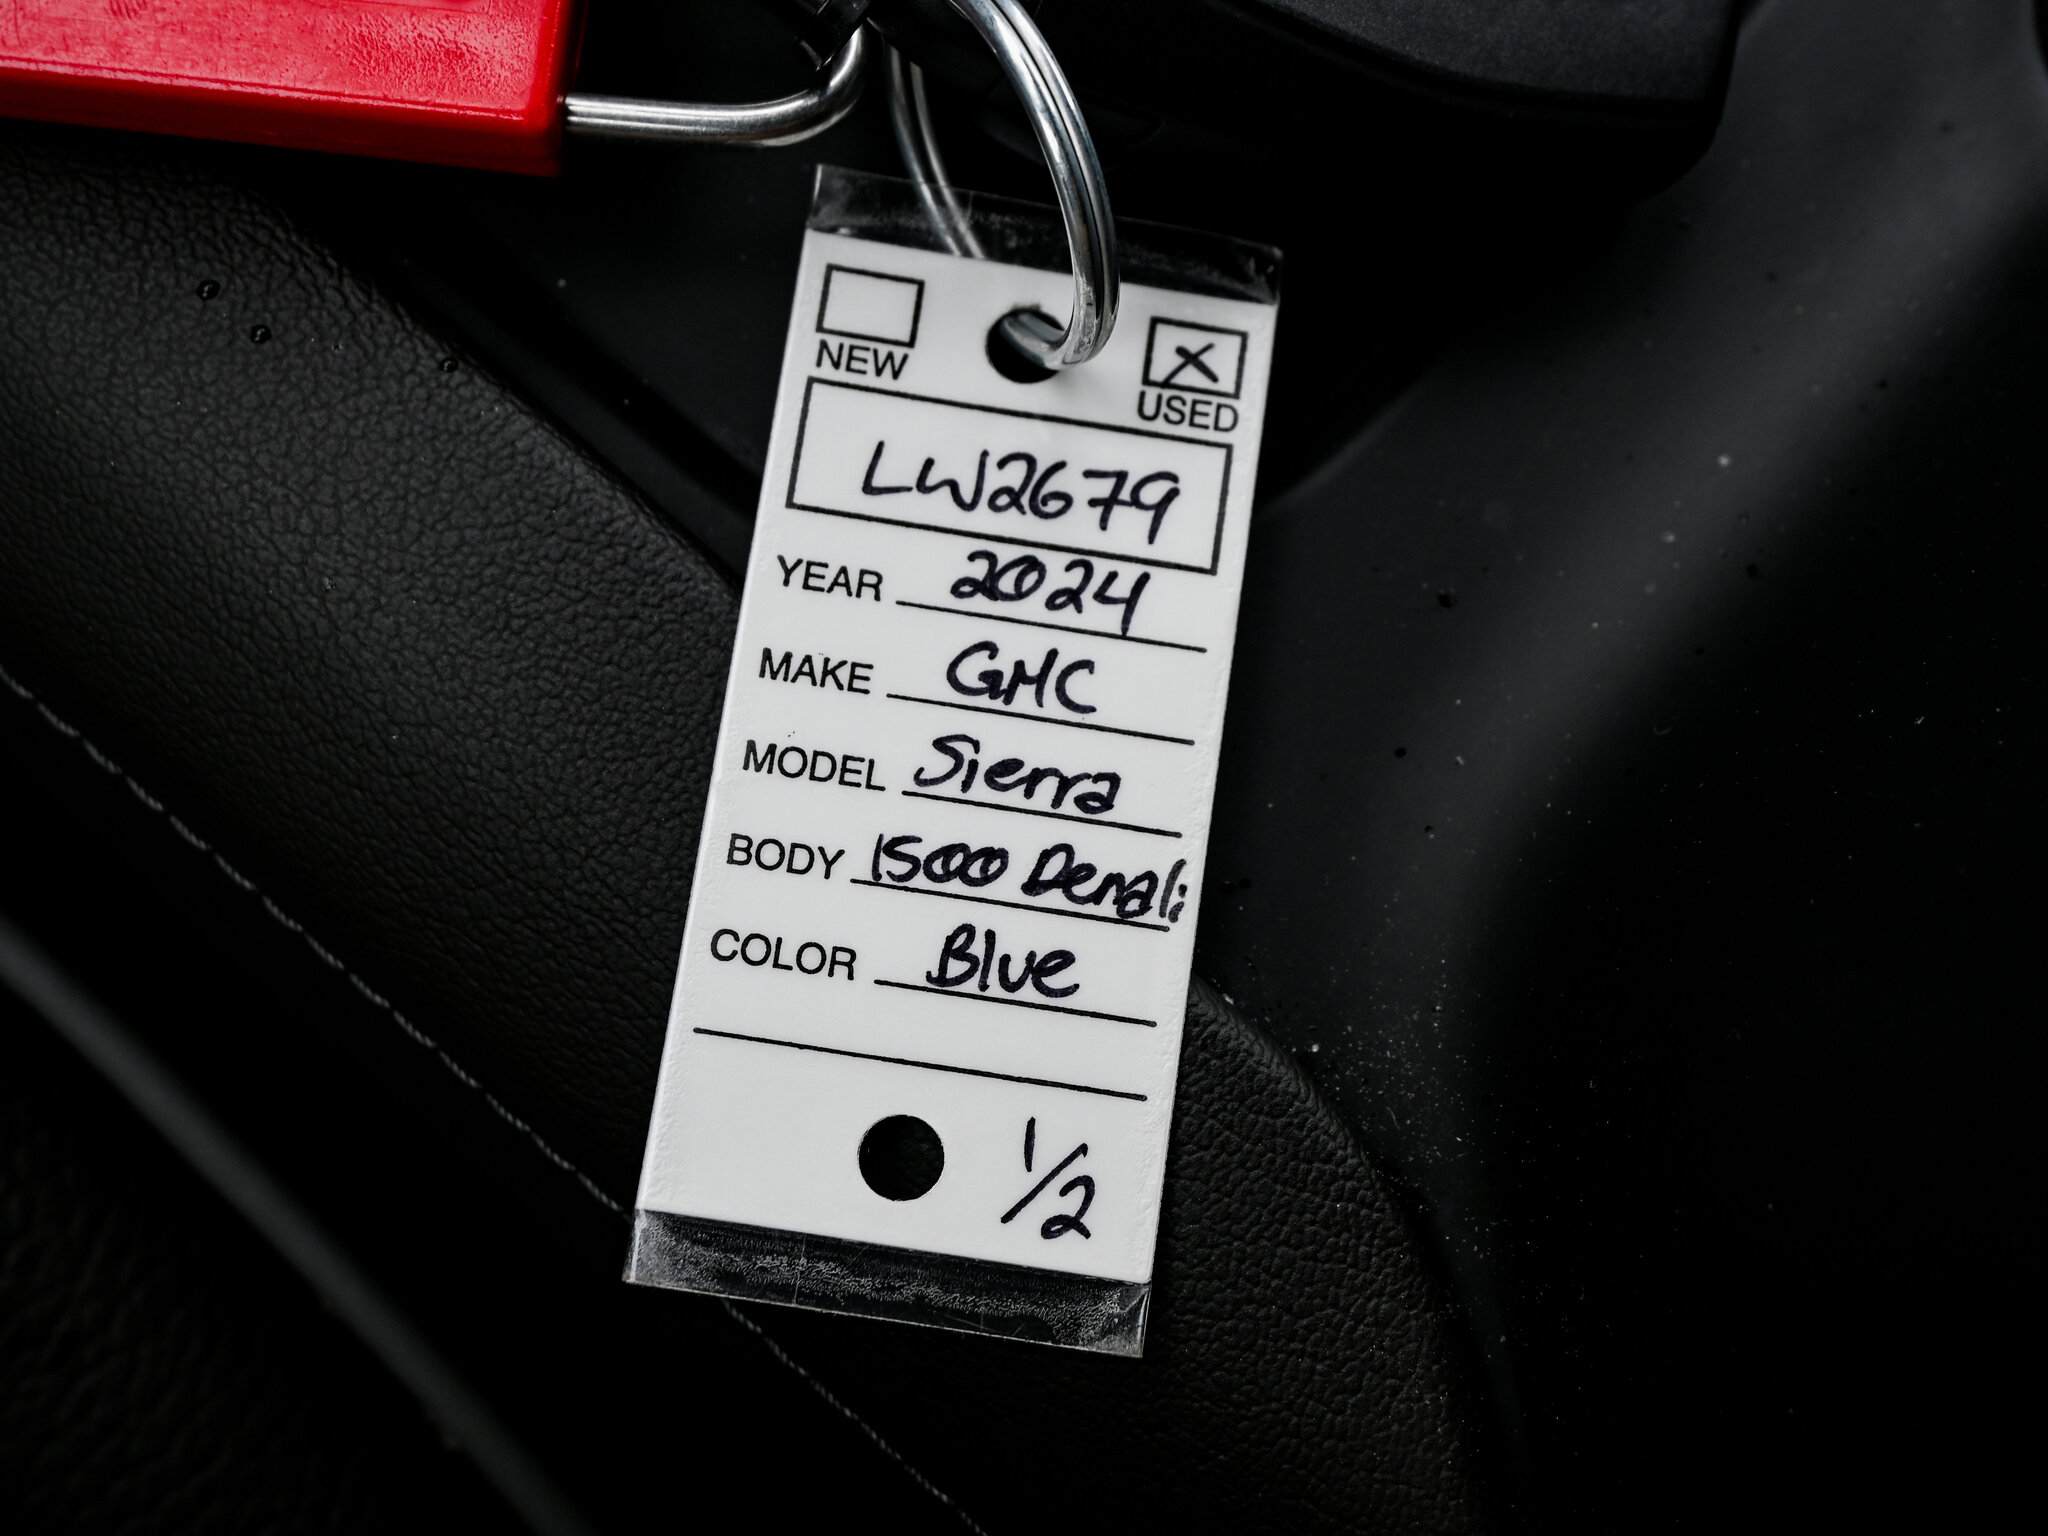 NEW USED
LW2679
YEAR 2024
MAKE GMC
MODEL Sierra
BODY 1500 Denali
COLOR Blue
1/2